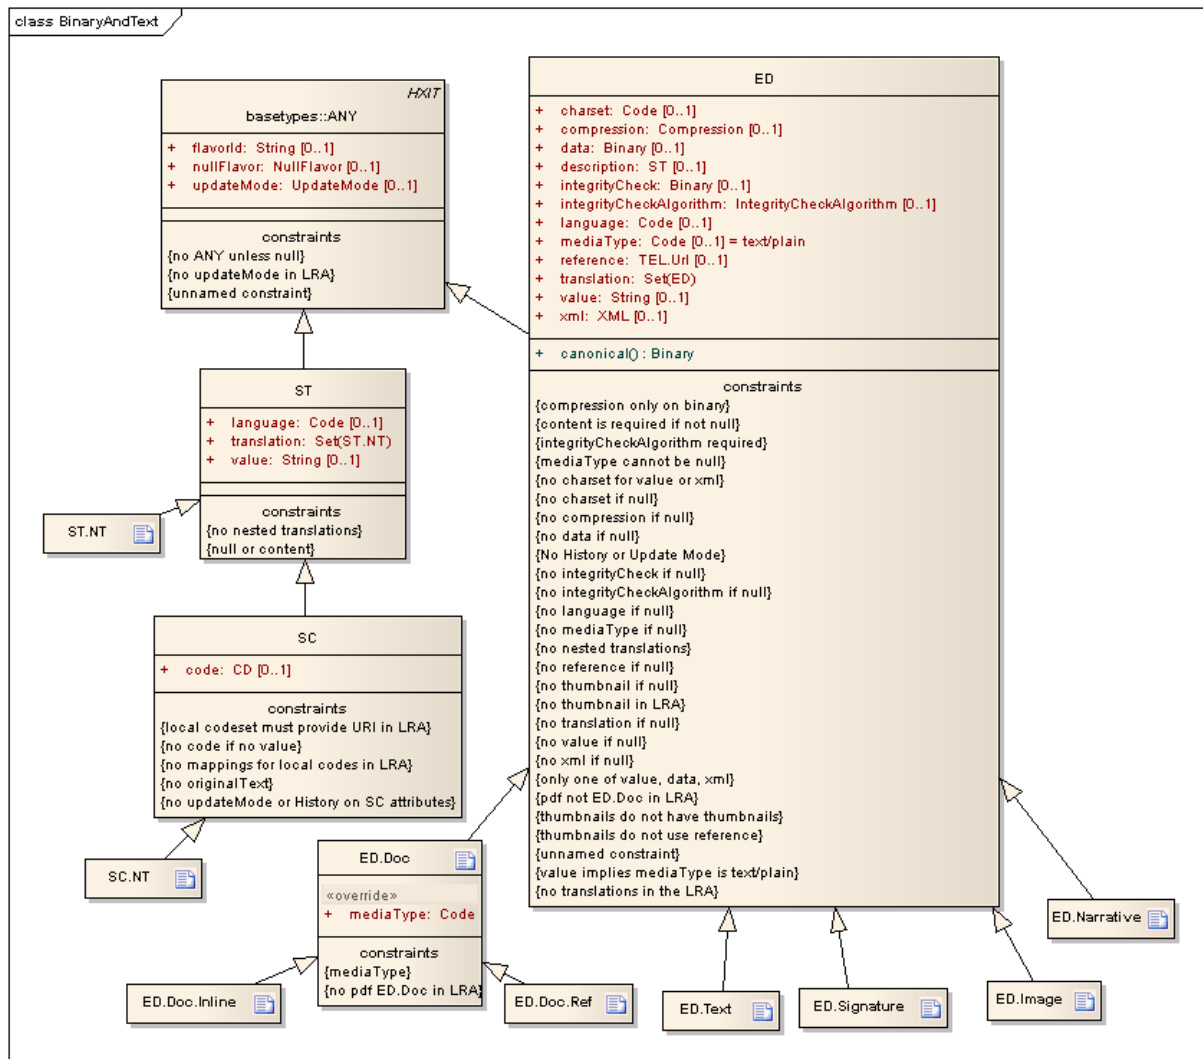 class BinaryAndText
HXIT
basetypes::ANY
+ flavorId: String [0..1]
+ nullFlavor: NullFlavor [0..1]
+ updateMode: UpdateMode [0..1]
constraints
{no ANY unless null}
{no updateMode in LRA}
{unnamed constraint}
ED
+ charset: Code [0..1]
+ compression: Compression [0..1]
+ data: Binary [0..1]
+ description: ST [0..1]
+ integrityCheck: Binary [0..1]
+ integrityCheckAlgorithm: IntegrityCheckAlgorithm [0..1]
+ language: Code [0..1]
+ mediaType: Code [0..1] = text/plain
+ reference: TEL.Url [0..1]
+ translation: Set(ED)
+ value: String [0..1]
+ xml: XML [0..1]
+ canonical() : Binary
constraints
{compression only on binary}
{content is required if not null}
{integrityCheckAlgorithm required}
{mediaType cannot be null}
{no charset for value or xml}
{no charset if null}
{no compression if null}
{no data if null}
{No History or Update Mode}
{no integrityCheck if null}
{no integrityCheckAlgorithm if null}
{no language if null}
{no mediaType if null}
{no nested translations}
{no reference if null}
{no thumbnail if null}
{no thumbnail in LRA}
{no translation if null}
{no value if null}
{no xml if null}
{only one of value, data, xml}
{pdf not ED.Doc in LRA}
{thumbnails do not have thumbnails}
{thumbnails do not use reference}
{unnamed constraint}
{value implies mediaType is text/plain}
{no translations in the LRA}
ST
+ language: Code [0..1]
+ translation: Set(ST.NT)
+ value: String [0..1]
constraints
{no nested translations}
{null or content}
ST.NT
SC
+ code: CD [0..1]
constraints
{local codeset must provide URI in LRA}
{no code if no value}
{no mappings for local codes in LRA}
{no originalText}
{no updateMode or History on SC attributes}
SC.NT
ED.Doc
«override»
+ mediaType: Code
constraints
{mediaType}
{no pdf ED.Doc in LRA}
ED.Doc.Inline
ED.Doc.Ref
ED.Text
ED.Signature
ED.Image
ED.Narrative